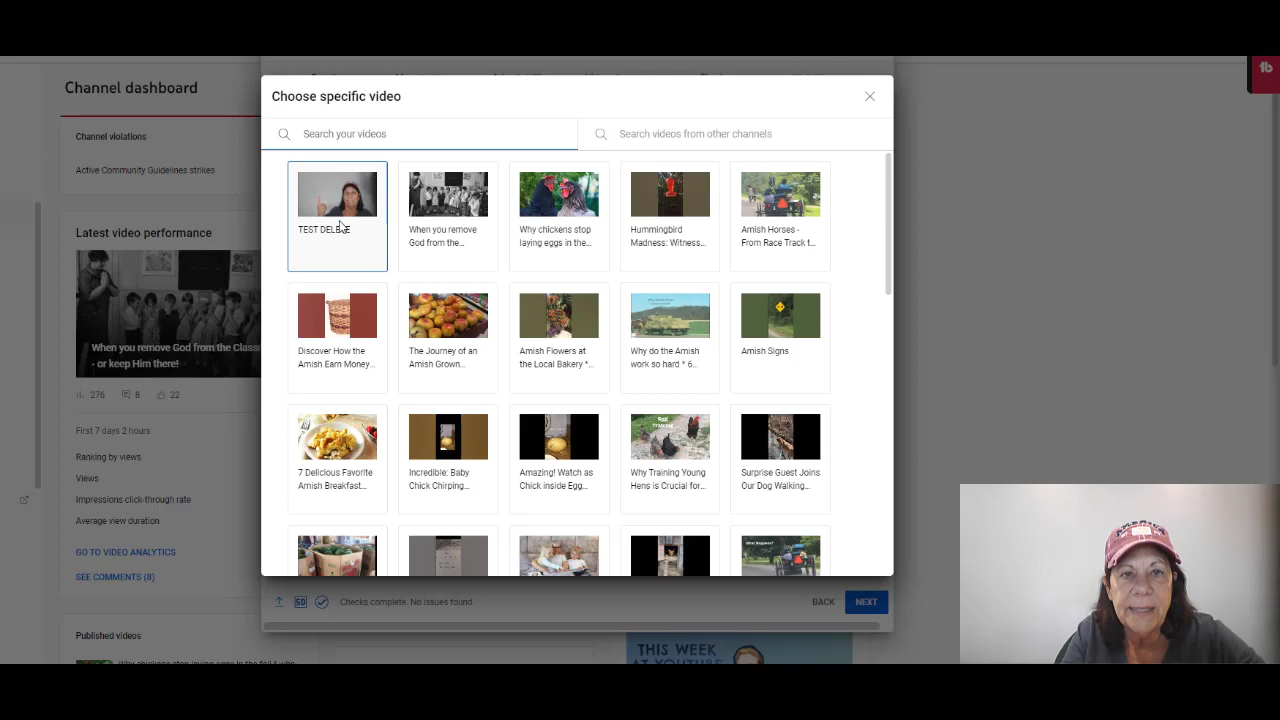 Channel dashboard
Channel violations
Active Community Guidelines strikes
Latest video performance
When you remove God from the Classr
- or keep Him there!
276 8 22
First 7 days 2 hours
Ranking by views
Views
Impressions click-through rate
Average view duration
GO TO VIDEO ANALYTICS
SEE COMMENTS (8)
Published videos
Choose specific video
Search your videos
Search videos from other channels
TEST DELETE
When you remove
God from the...
Why chickens stop
laying eggs in the...
Hummingbird
Madness: Witness...
Amish Horses -
From Race Track t...
Discover How the
Amish Earn Money...
The Journey of an
Amish Grown...
Amish Flowers at
the Local Bakery *...
Why do the Amish
work so hard * 6...
Amish Signs
7 Delicious Favorite
Amish Breakfast...
Incredible: Baby
Chick Chirping...
Amazing! Watch as
Chick inside Egg...
Why Training Young
Hens is Crucial for...
Surprise Guest Joins
Our Dog Walking...
What Happens?
SD Checks complete. No issues found.
BACK
NEXT
THIS WEEK
tb